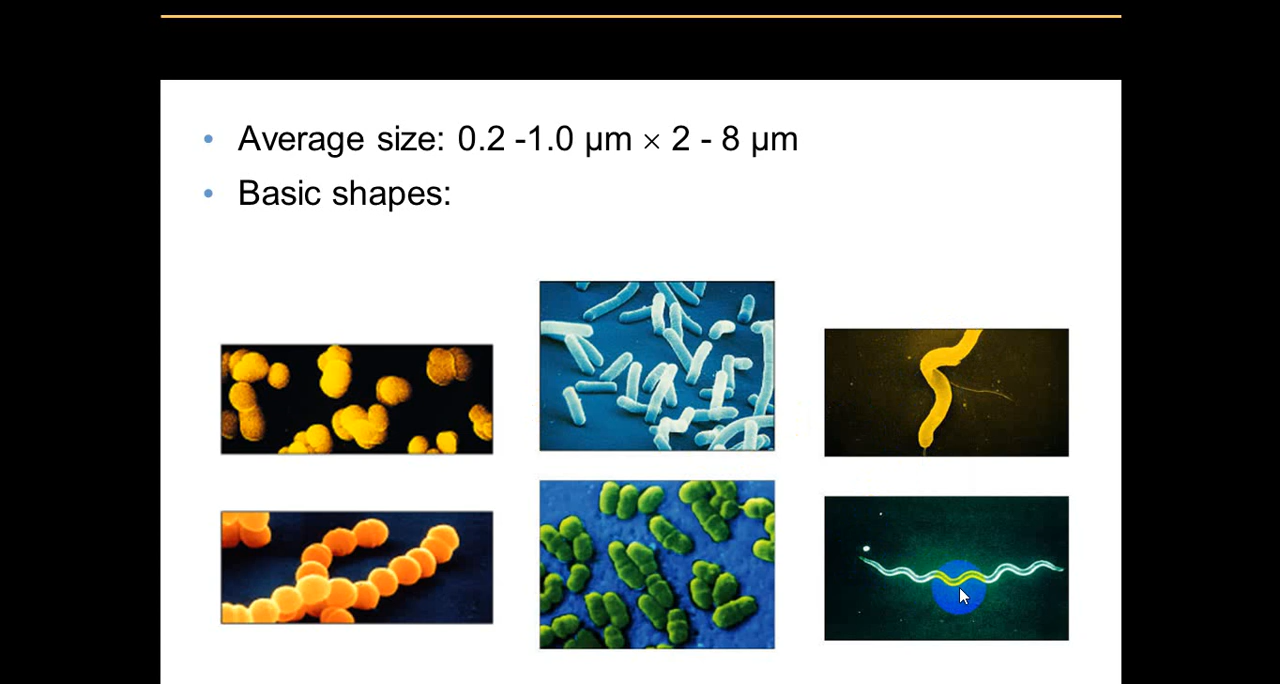 • Average size: 0.2 -1.0 µm × 2 - 8 µm
• Basic shapes: